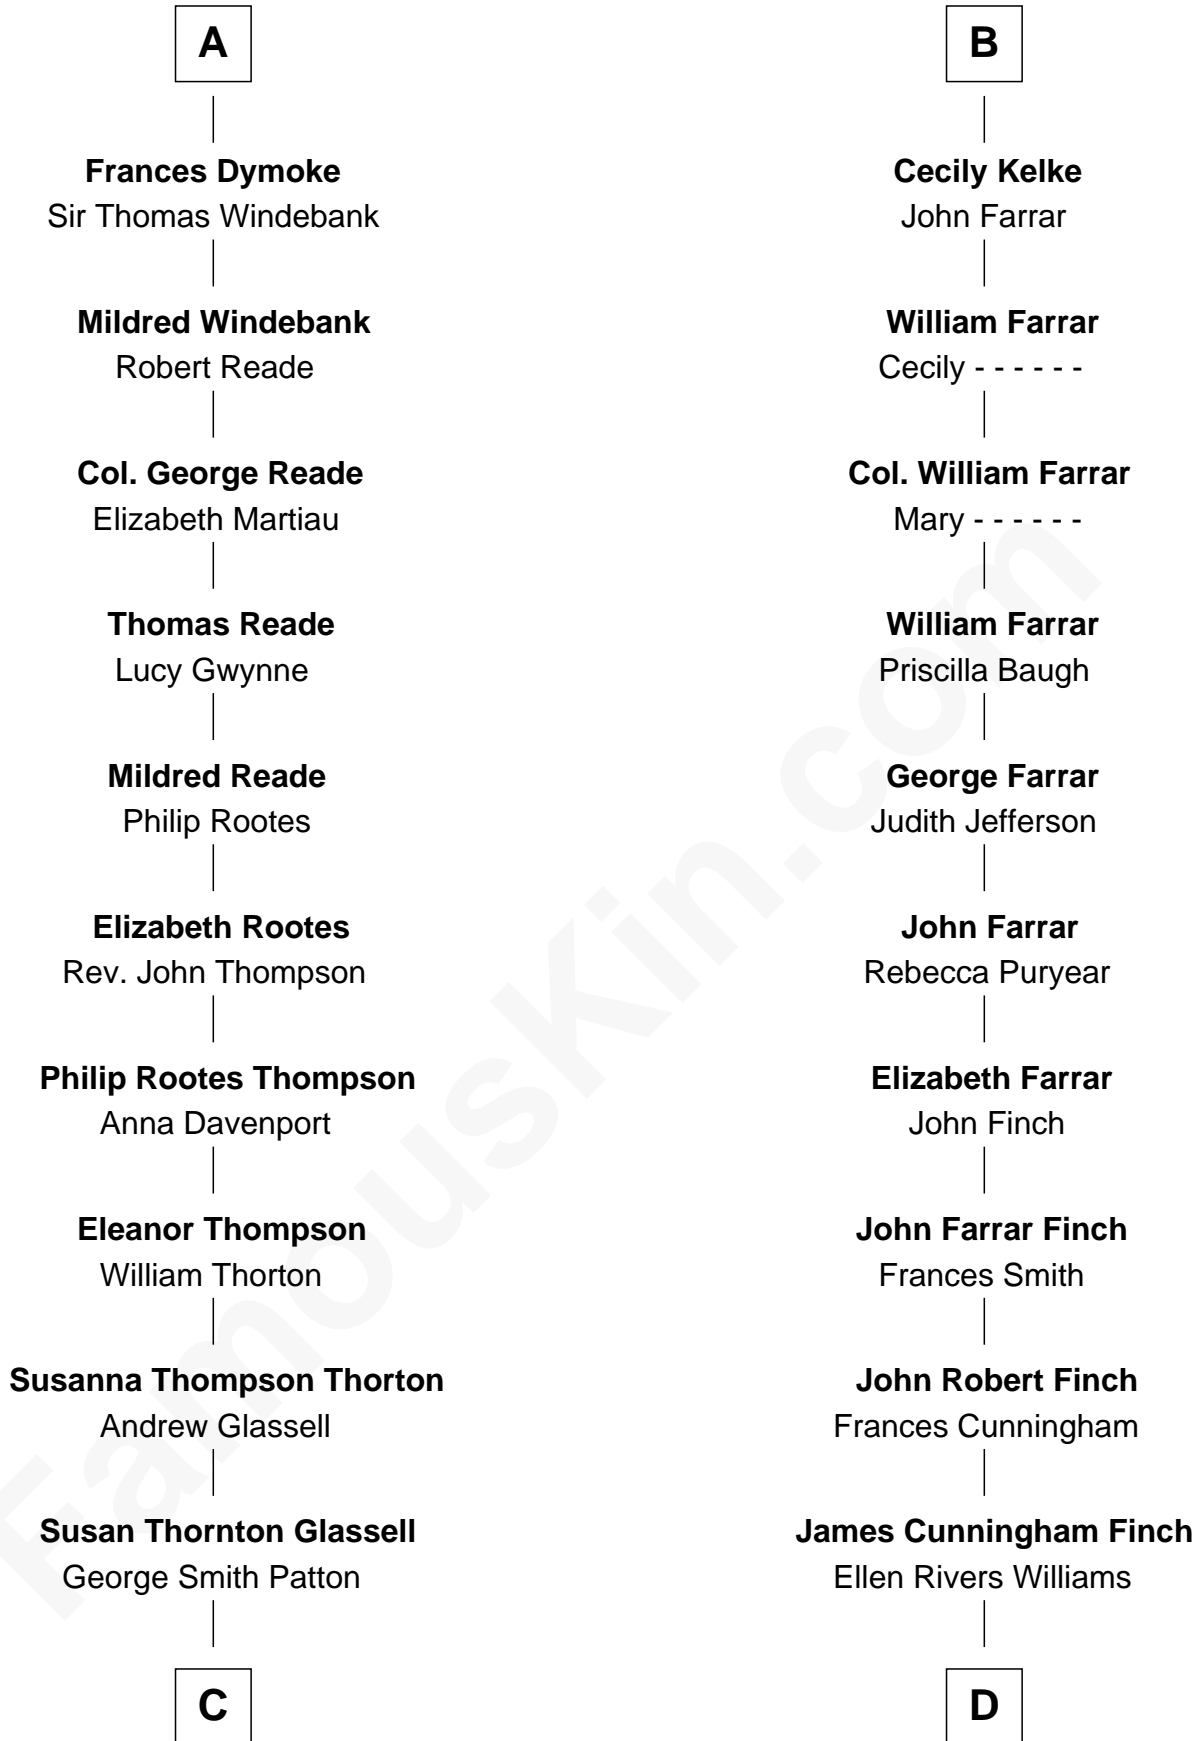 A
Frances Dymoke
Sir Thomas Windebank
Mildred Windebank
Robert Reade
Col. George Reade
Elizabeth Martiau
Thomas Reade
Lucy Gwynne
Mildred Reade
Philip Rootes
Elizabeth Rootes
Rev. John Thompson
Philip Rootes Thompson
Anna Davenport
Eleanor Thompson
William Thorton
Susanna Thompson Thorton
Andrew Glassell
Susan Thornton Glassell
George Smith Patton
C
B
Cecily Kelke
John Farrar
William Farrar
Cecily - - - - - -
Col. William Farrar
Mary - - - - - -
William Farrar
Priscilla Baugh
George Farrar
Judith Jefferson
John Farrar
Rebecca Puryear
Elizabeth Farrar
John Finch
John Farrar Finch
Frances Smith
John Robert Finch
Frances Cunningham
James Cunningham Finch
Ellen Rivers Williams
D
FamousKin.com